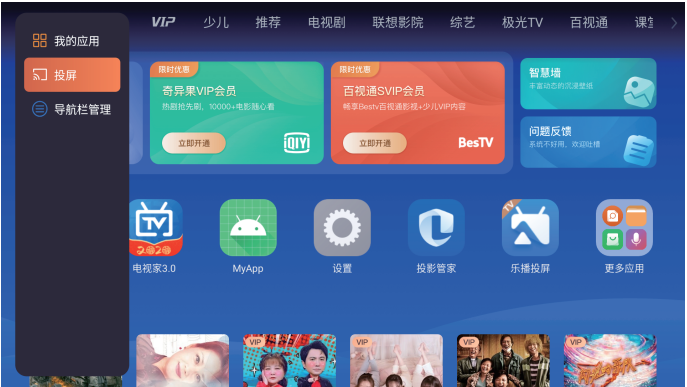 VIP 少儿 推荐 电视剧 联想影院 综艺 极光TV 百视通
我的应用
投屏
导航栏管理
限时优惠
奇异果VIP会员
热剧抢先刷，10000+电影随心看
立即开通
QIY
限时优惠
百视通SVIP会员
畅享Bestv百视通影视+少儿VIP内容
立即开通
BesTV
智慧墙
丰富动态的沉浸壁纸
问题反馈
系统不好用，欢迎吐槽
TV
2020
TV
电视家3.0
MyApp
设置
投影管家
乐播投屏
更多应用
VIP
VIP
VIP
VIP